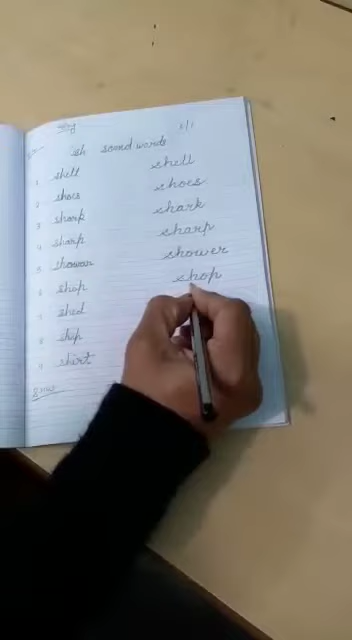 sh sound words
1 shell shell
2 shoes shoes
3 shark shark
4 sharp sharp
5 shower shower
6 shop shop
7 shed
8 ship
9 shirt